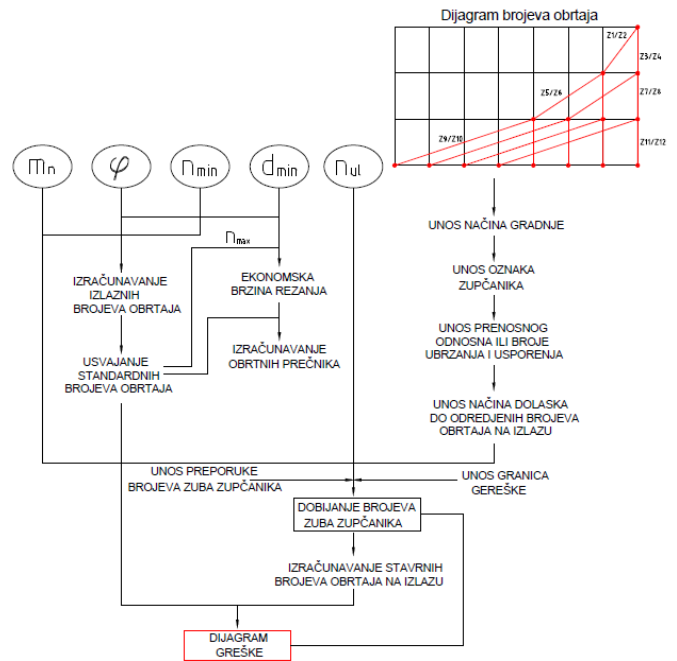 Dijagram brojeva obrtaja
Z1/Z2
Z3/Z4
Z5/Z6
Z7/Z8
Z9/Z10
Z11/Z12
mn
φ
nmin
dmin
nul
nmax
UNOS NAČINA GRADNJE
IZRAČUNAVANJE
IZLAZNIH
BROJEVA OBRTAJA
EKONOMSKA
BRZINA REZANJA
UNOS OZNAKA
ZUPČANIKA
UNOS PRENOSNOG
ODNOSNA ILI BROJE
UBRZANJA I USPORENJA
USVAJANJE
STANDARDNIH
BROJEVA OBRTAJA
IZRAČUNAVANJE
OBRTNIH PREČNIKA
UNOS NAČINA DOLASKA
DO ODREDJENIH BROJEVA
OBRTAJA NA IZLAZU
UNOS PREPORUKE
BROJEVA ZUBA ZUPČANIKA
UNOS GRANICA
GEREŠKE
DOBIJANJE BROJEVA
ZUBA ZUPČANIKA
IZRAČUNAVANJE STAVRNIH
BROJEVA OBRTAJA NA IZLAZU
DIJAGRAM
GREŠKE